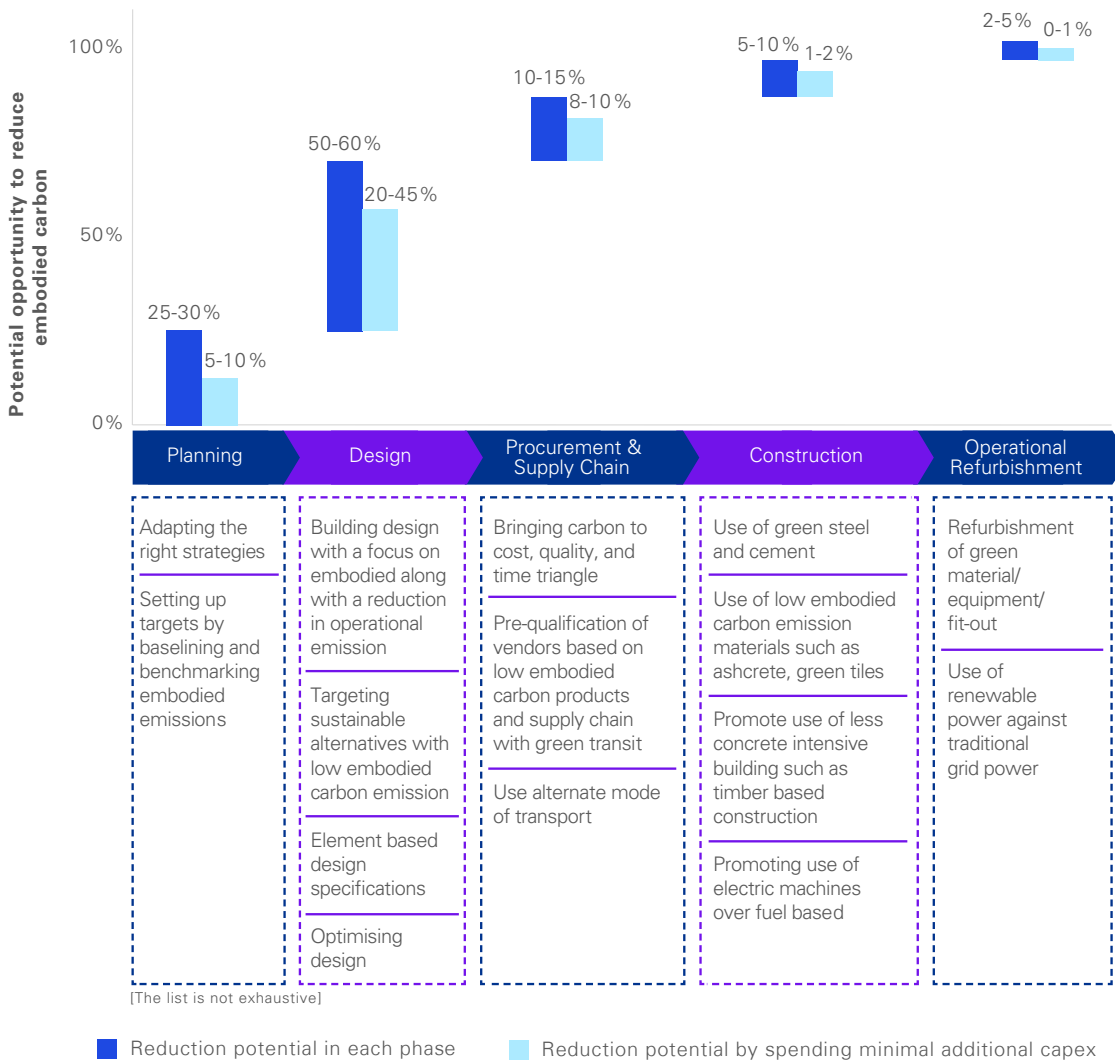 Potential opportunity to reduce
embodied carbon
100%
50%
0%
25-30%
5-10%
50-60%
20-45%
10-15%
8-10%
5-10%
1-2%
2-5%
0-1%
Planning
Design
Procurement &
Supply Chain
Construction
Operational
Refurbishment
Adapting the
right strategies
Setting up
targets by
baselining and
benchmarking
embodied
emissions
Building design
with a focus on
embodied along
with a reduction
in operational
emission
Targeting
sustainable
alternatives with
low embodied
carbon emission
Element based
design
specifications
Optimising
design
Bringing carbon to
cost, quality, and
time triangle
Pre-qualification of
vendors based on
low embodied
carbon products
and supply chain
with green transit
Use alternate mode
of transport
Use of green steel
and cement
Use of low embodied
carbon emission
materials such as
ashcrete, green tiles
Promote use of less
concrete intensive
building such as
timber based
construction
Promoting use of
electric machines
over fuel based
Refurbishment
of green
material/
equipment/
fit-out
Use of
renewable
power against
traditional
grid power
[The list is not exhaustive]
Reduction potential in each phase
Reduction potential by spending minimal additional capex